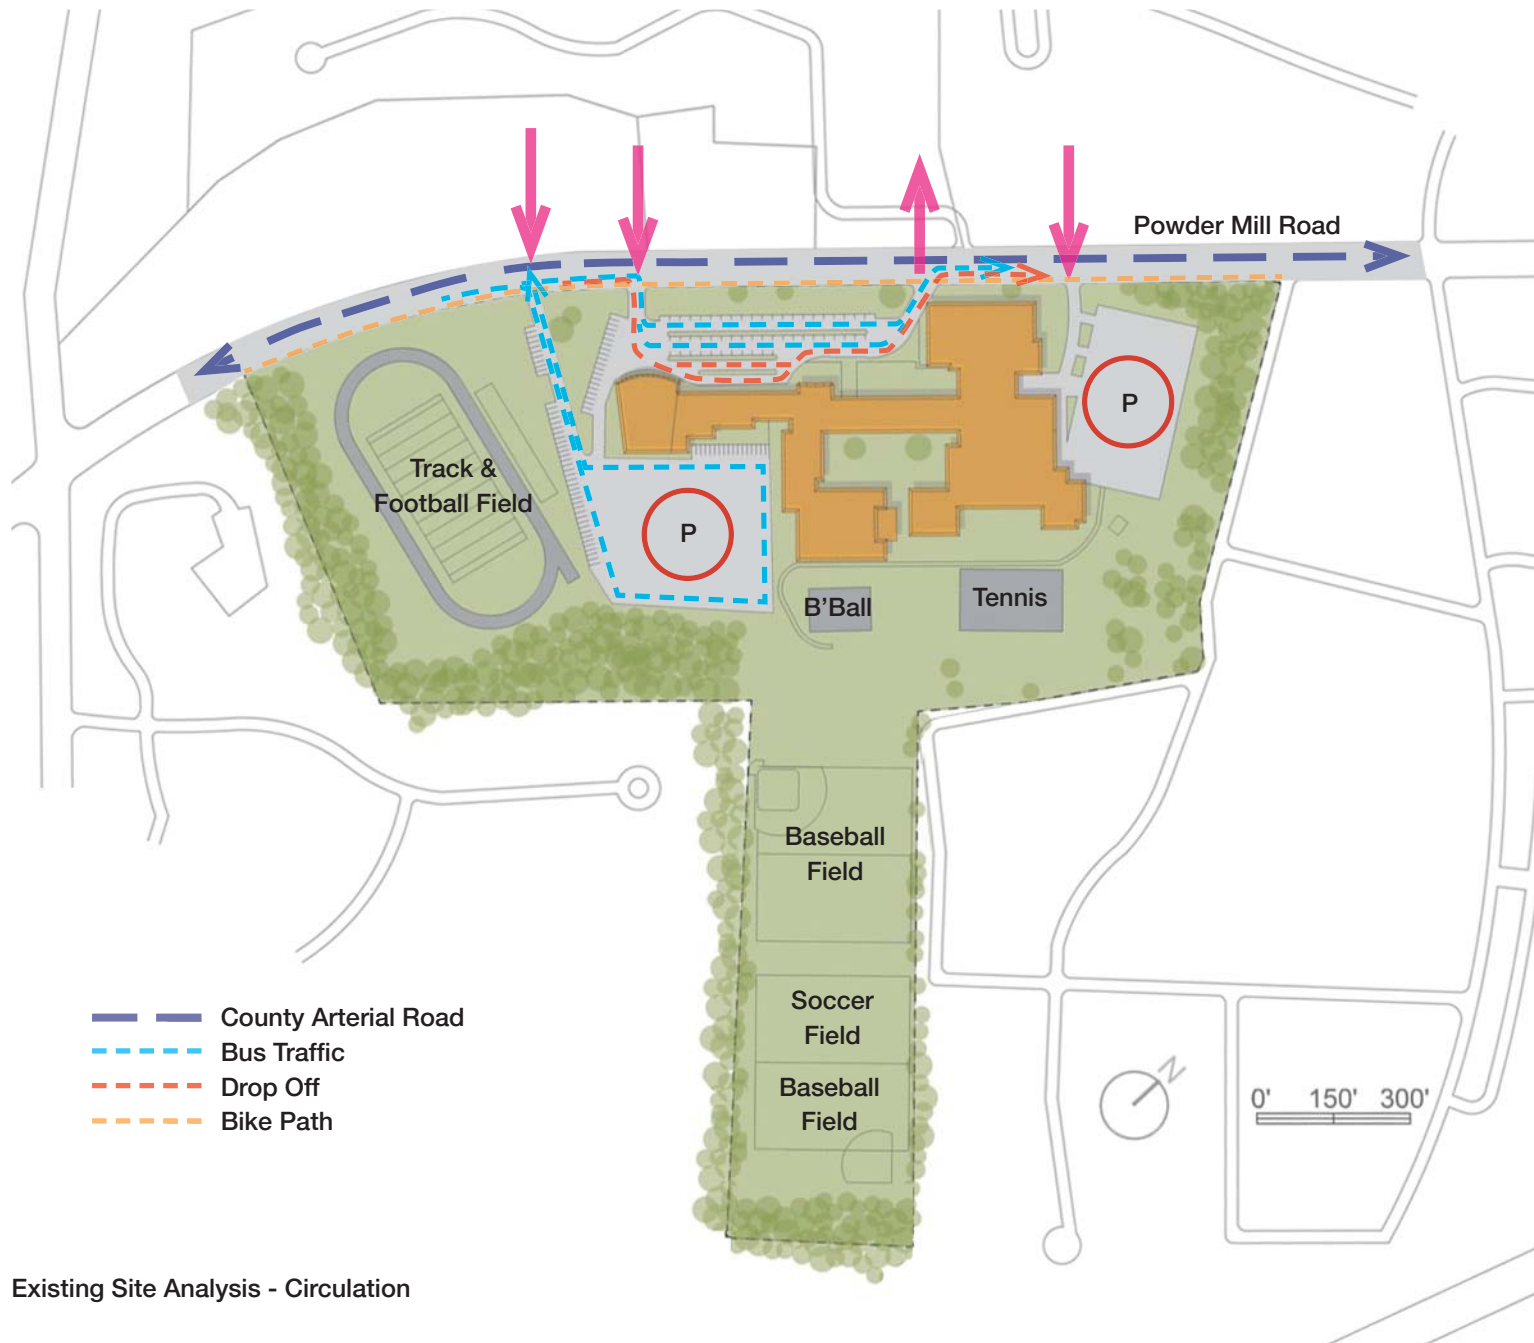 Powder Mill Road
P
Track &
Football Field
P
B'Ball
Tennis
Baseball
Field
Soccer
Field
Baseball
Field
County Arterial Road
Bus Traffic
Drop Off
Bike Path
N
0' 150' 300'
Existing Site Analysis - Circulation